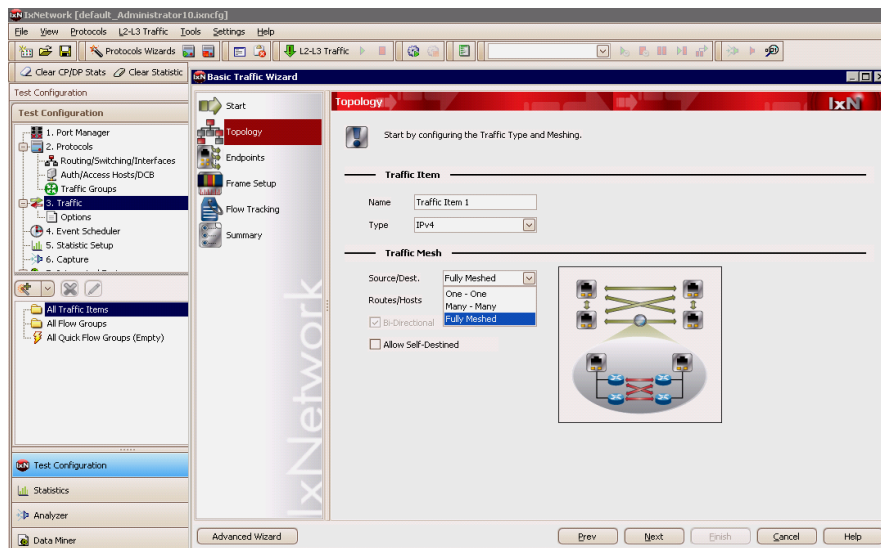 IxN IxNetwork [default_Administrator10.ixncfg]
File View Protocols L2-L3 Traffic Tools Settings Help
Protocols Wizards L2-L3 Traffic
Clear CP/DP Stats Clear Statistic
IxN Basic Traffic Wizard
Test Configuration
Test Configuration
1. Port Manager
2. Protocols
Routing/Switching/Interfaces
Auth/Access Hosts/DCB
Traffic Groups
3. Traffic
Options
4. Event Scheduler
5. Statistic Setup
6. Capture
All Traffic Items
All Flow Groups
All Quick Flow Groups (Empty)
IxN Test Configuration
Statistics
Analyzer
Data Miner
Start
Topology
Endpoints
Frame Setup
Flow Tracking
Summary
IxNetwork
Topology
IxN
Start by configuring the Traffic Type and Meshing.
Traffic Item
Name Traffic Item 1
Type IPv4
Traffic Mesh
Source/Dest. Fully Meshed
One - One
Routes/Hosts
Many - Many
Fully Meshed
Bi-Directional
Allow Self-Destined
Advanced Wizard Prev Next Finish Cancel Help